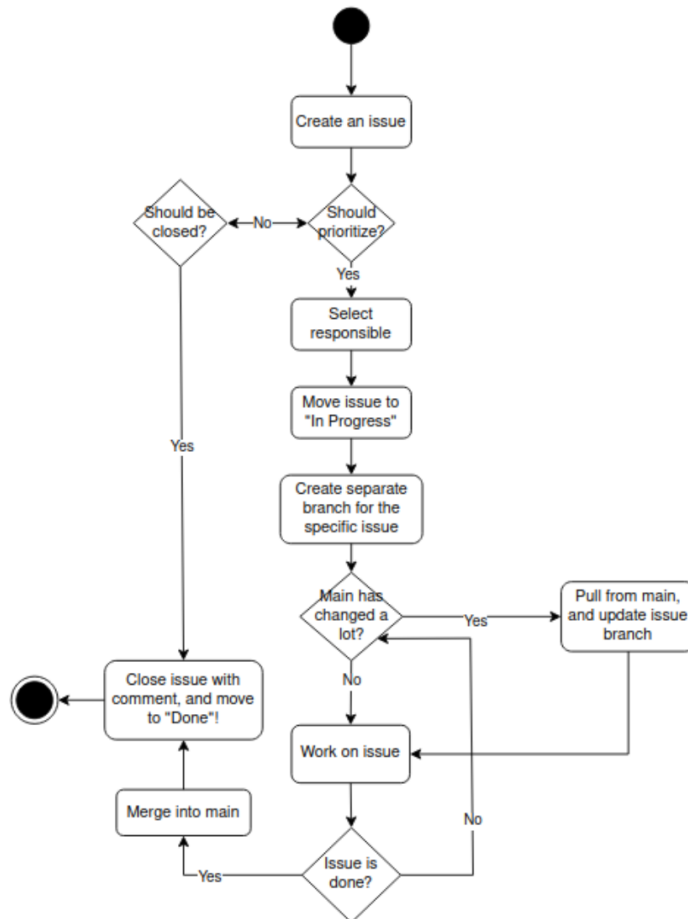 Create an issue
Should be
closed?
No
Should
prioritize?
Yes
Select
responsible
Move issue to
"In Progress"
Yes
Create separate
branch for the
specific issue
Main has
changed a
lot?
Yes
Pull from main,
and update issue
branch
No
Close issue with
comment, and move
to "Done"!
Work on issue
Merge into main
No
Issue is
done?
Yes